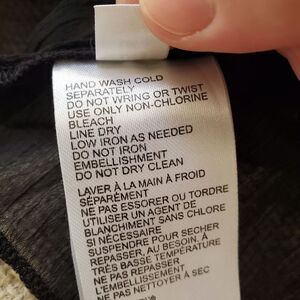 HAND WASH COLD
SEPARATELY
DO NOT WRING OR TWIST
USE ONLY NON-CHLORINE
BLEACH
LINE DRY
LOW IRON AS NEEDED
DO NOT IRON
EMBELLISHMENT
DO NOT DRY CLEAN
LAVER À LA MAIN À FROID
SÉPARÉMENT
NE PAS ESSORER OU TORDRE
UTILISER UN AGENT DE
BLANCHIMENT SANS CHLORE
SI NÉCESSAIRE
SUSPENDRE POUR SECHER
REPASSER, AU BESOIN, À
TRÈS BASSE TEMPÉRATURE
NE PAS REPASSER
L'EMBELLISSEMENT
NE PAS NETTOYER À SEC